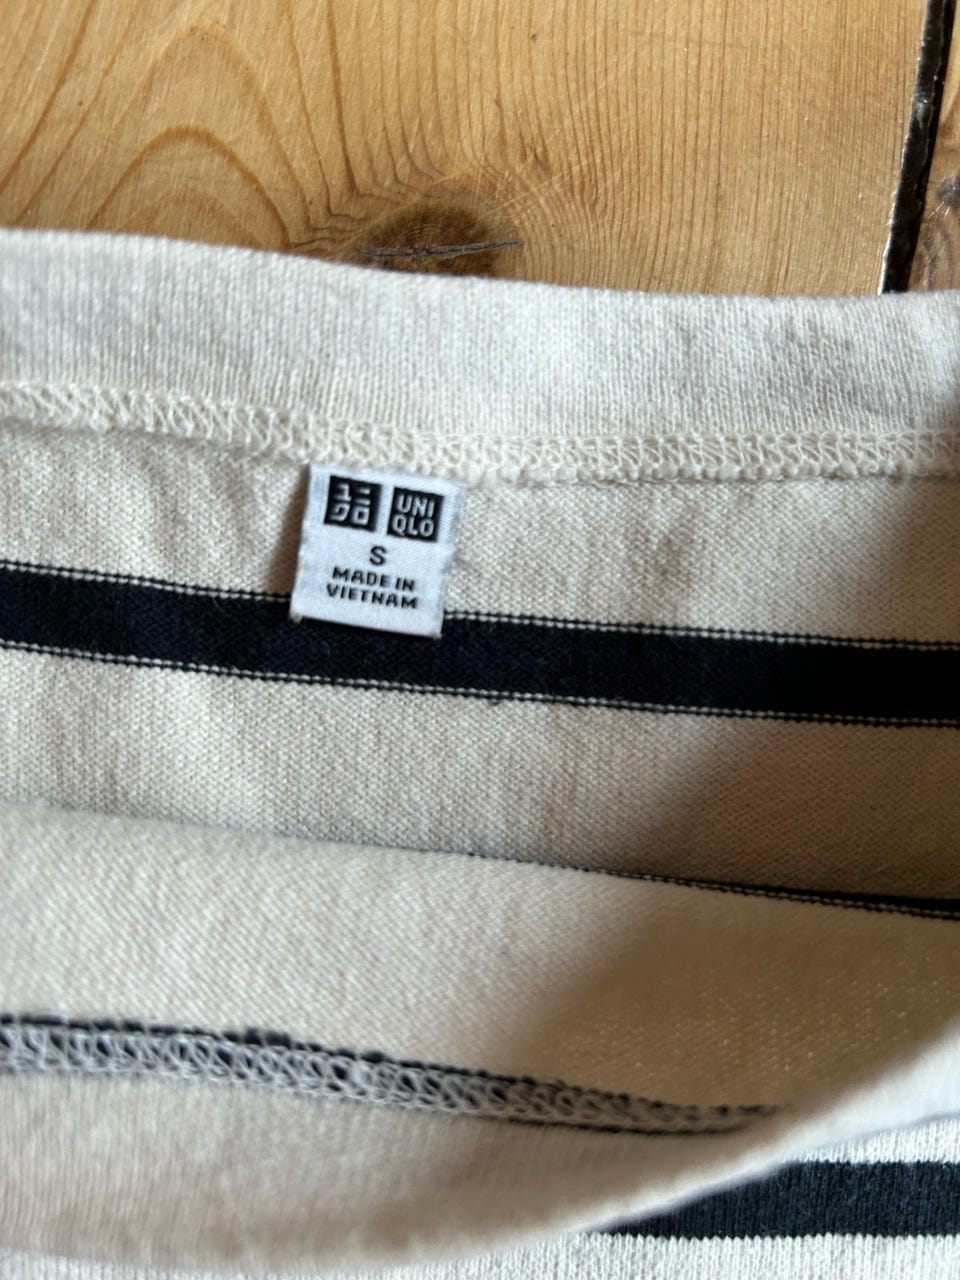 ユニ UNI
クロ QLO
S
MADE IN
VIETNAM